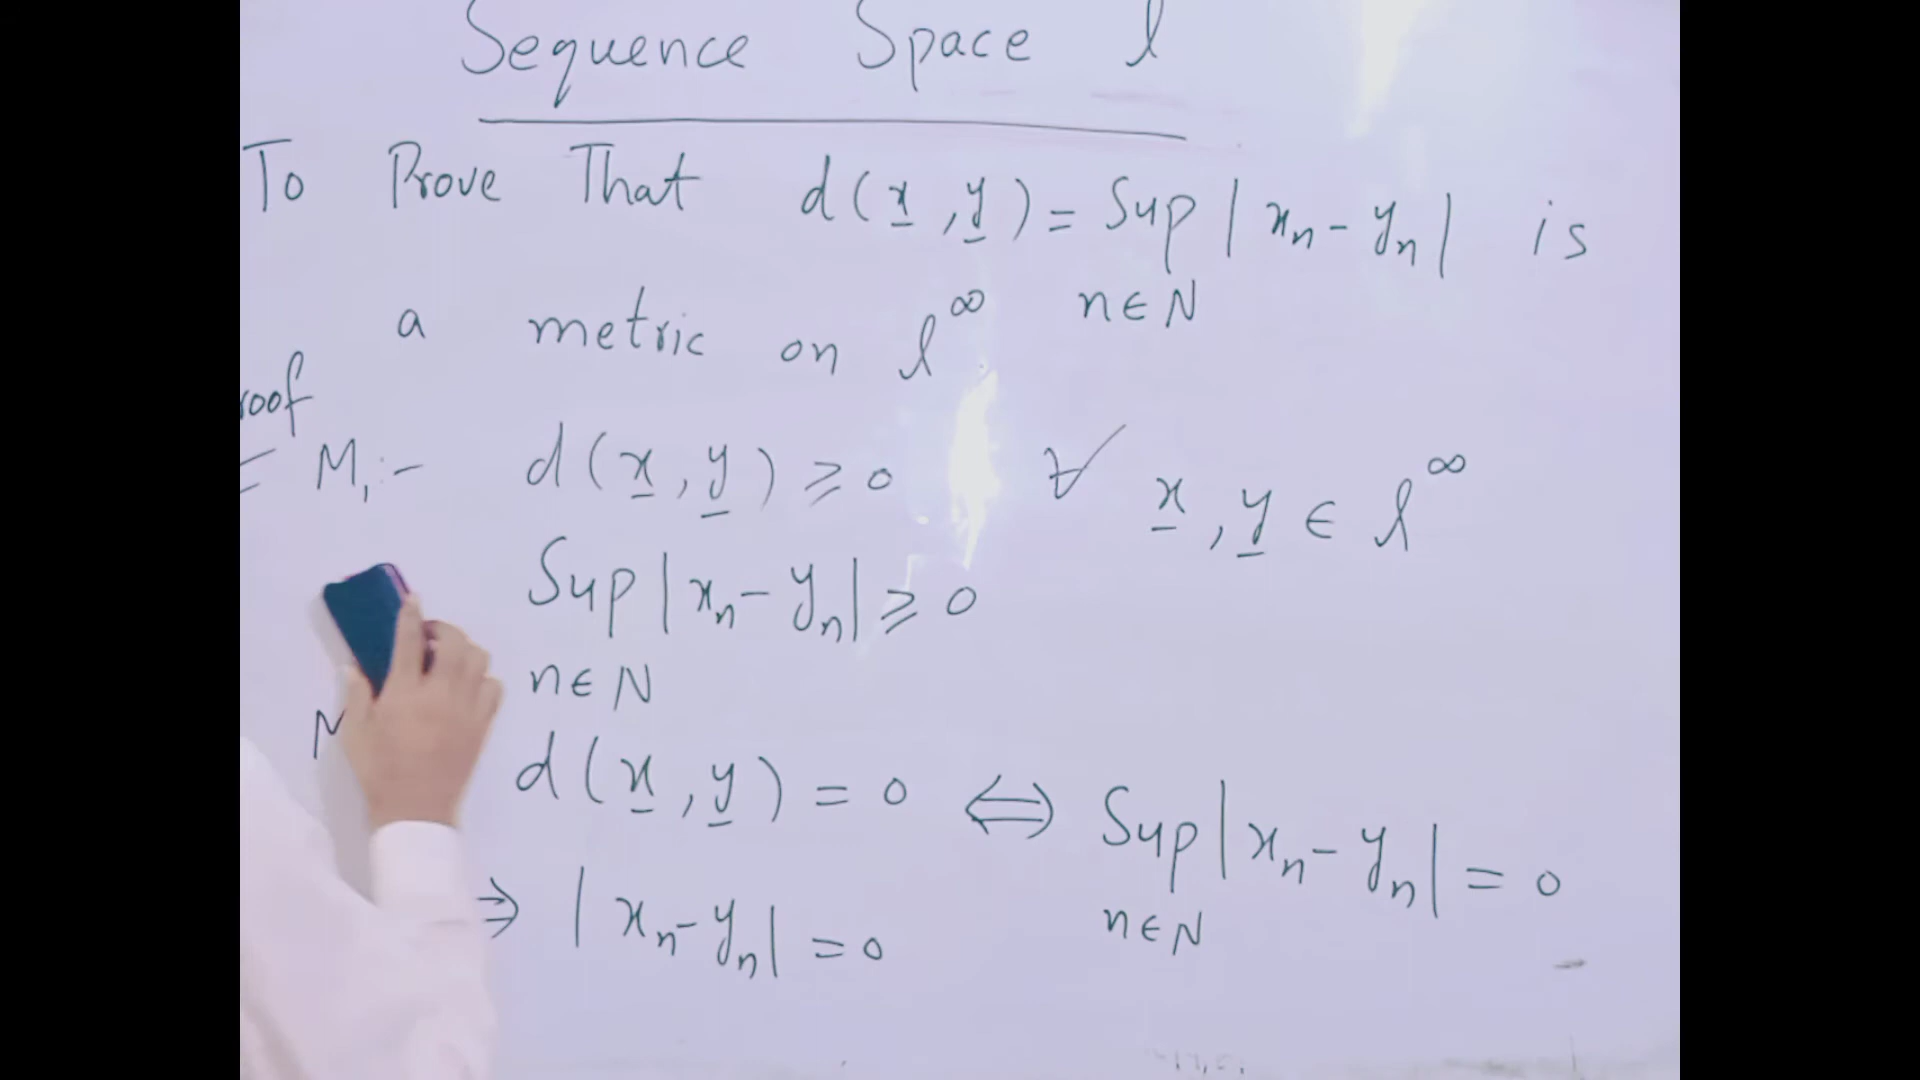 Sequence Space l
To Prove That d(x, y) = Sup | xn - yn | is
n ∈ N
a metric on l^∞
roof
M1:- d(x, y) ≥ 0 ∀ x, y ∈ l^∞
Sup | xn - yn | ≥ 0
n ∈ N
d(x, y) = 0 ⇔ Sup | xn - yn | = 0
n ∈ N
⇒ | xn - yn | = 0